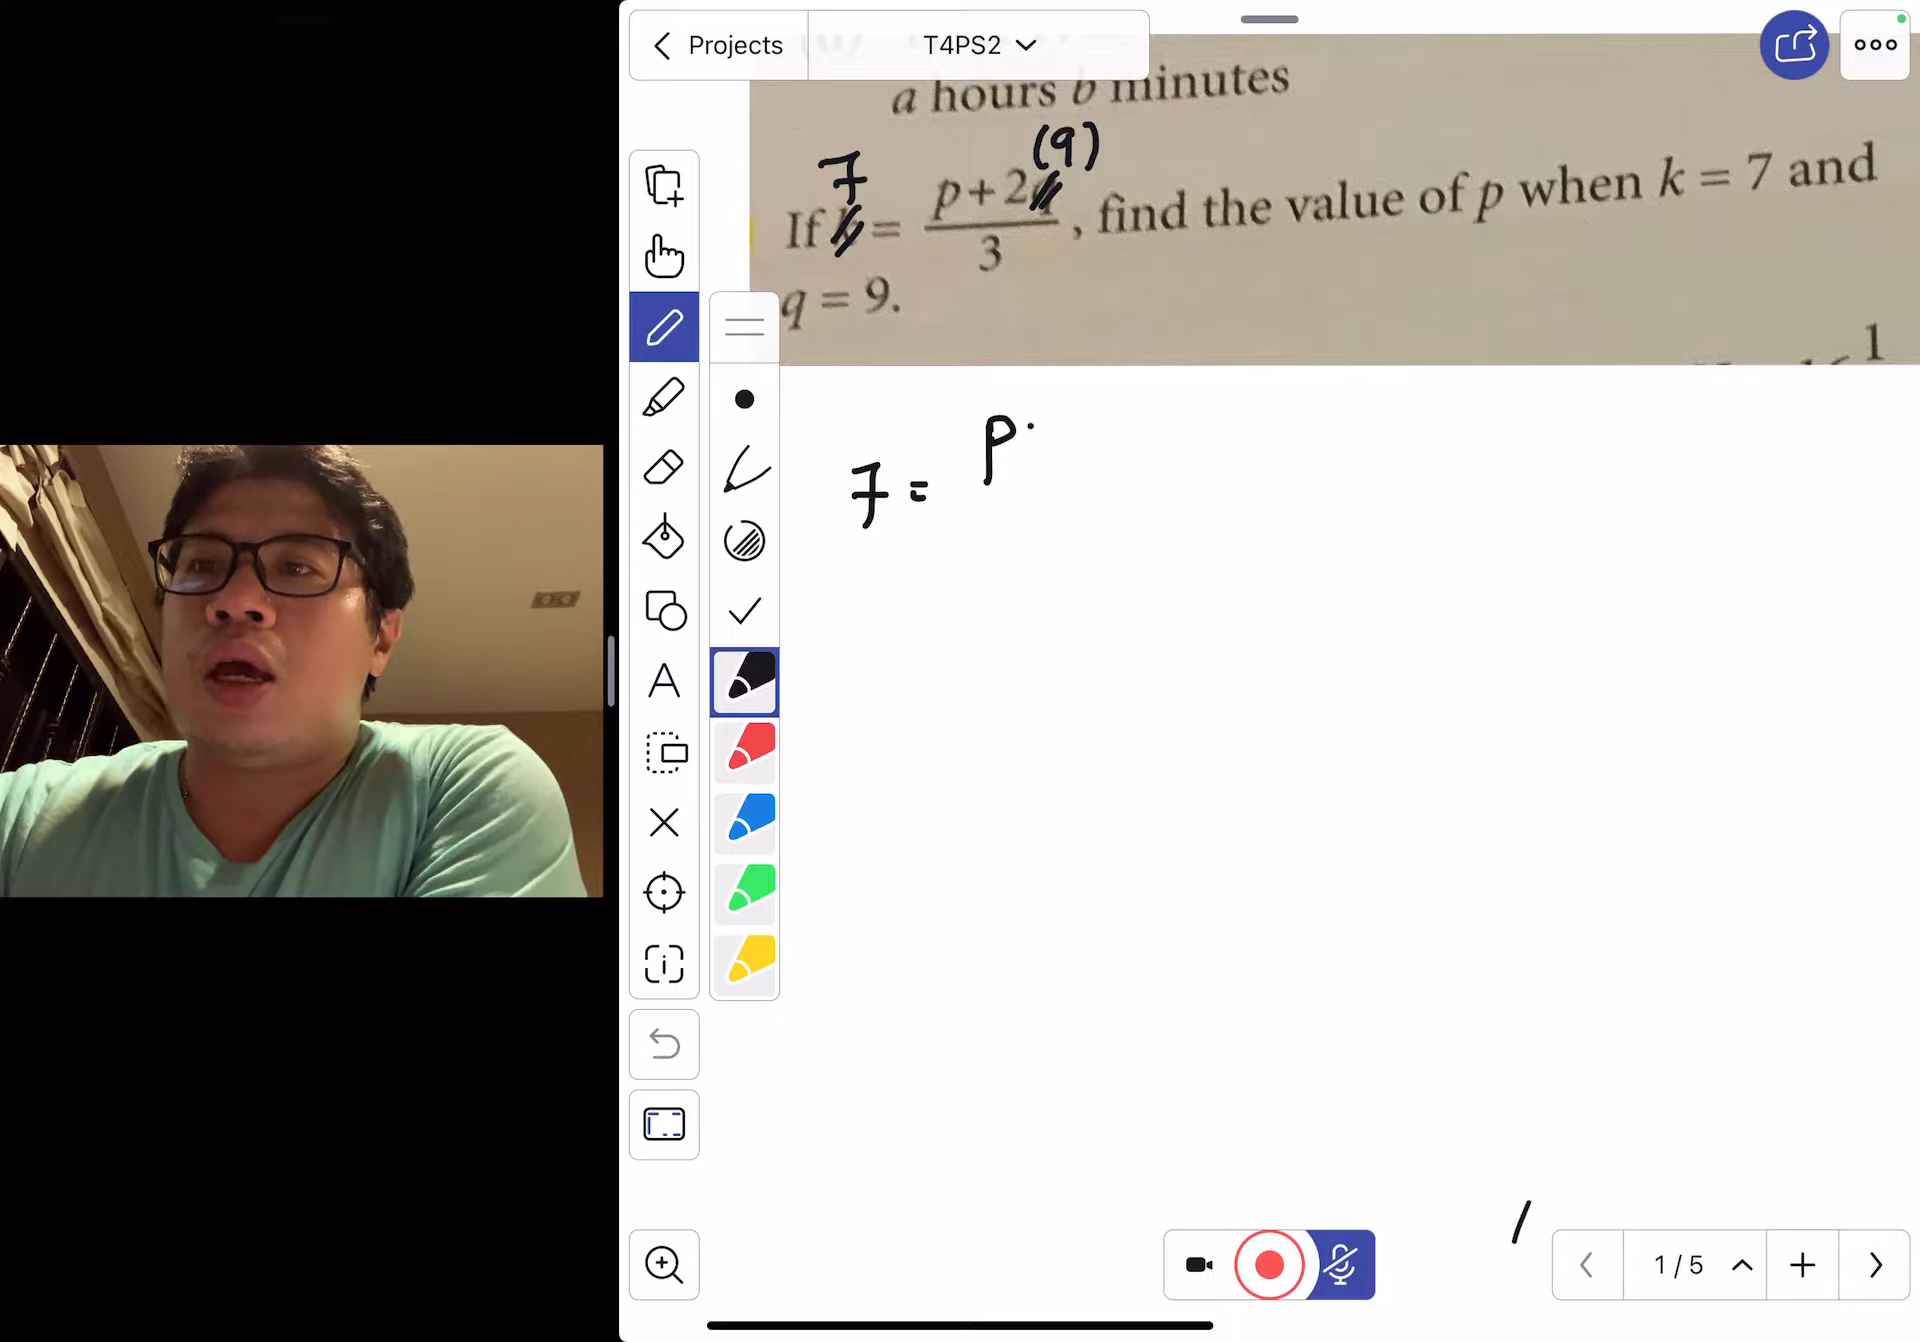 Projects
T4PS2
a hours b minutes
7 (9)
If k = p + 2q / 3 , find the value of p when k = 7 and
q = 9.
1
7 = p
A
1 / 5